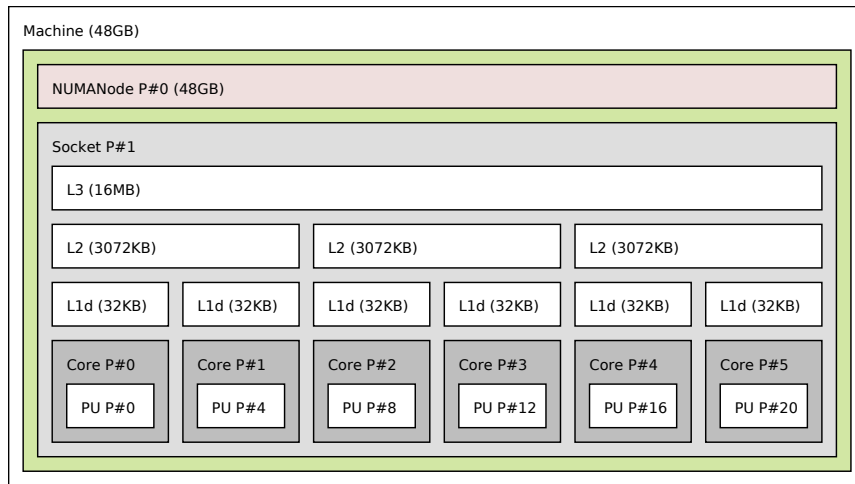 Machine (48GB)
NUMANode P#0 (48GB)
Socket P#1
L3 (16MB)
L2 (3072KB) L2 (3072KB) L2 (3072KB)
L1d (32KB) L1d (32KB) L1d (32KB) L1d (32KB) L1d (32KB) L1d (32KB)
Core P#0 Core P#1 Core P#2 Core P#3 Core P#4 Core P#5
PU P#0 PU P#4 PU P#8 PU P#12 PU P#16 PU P#20